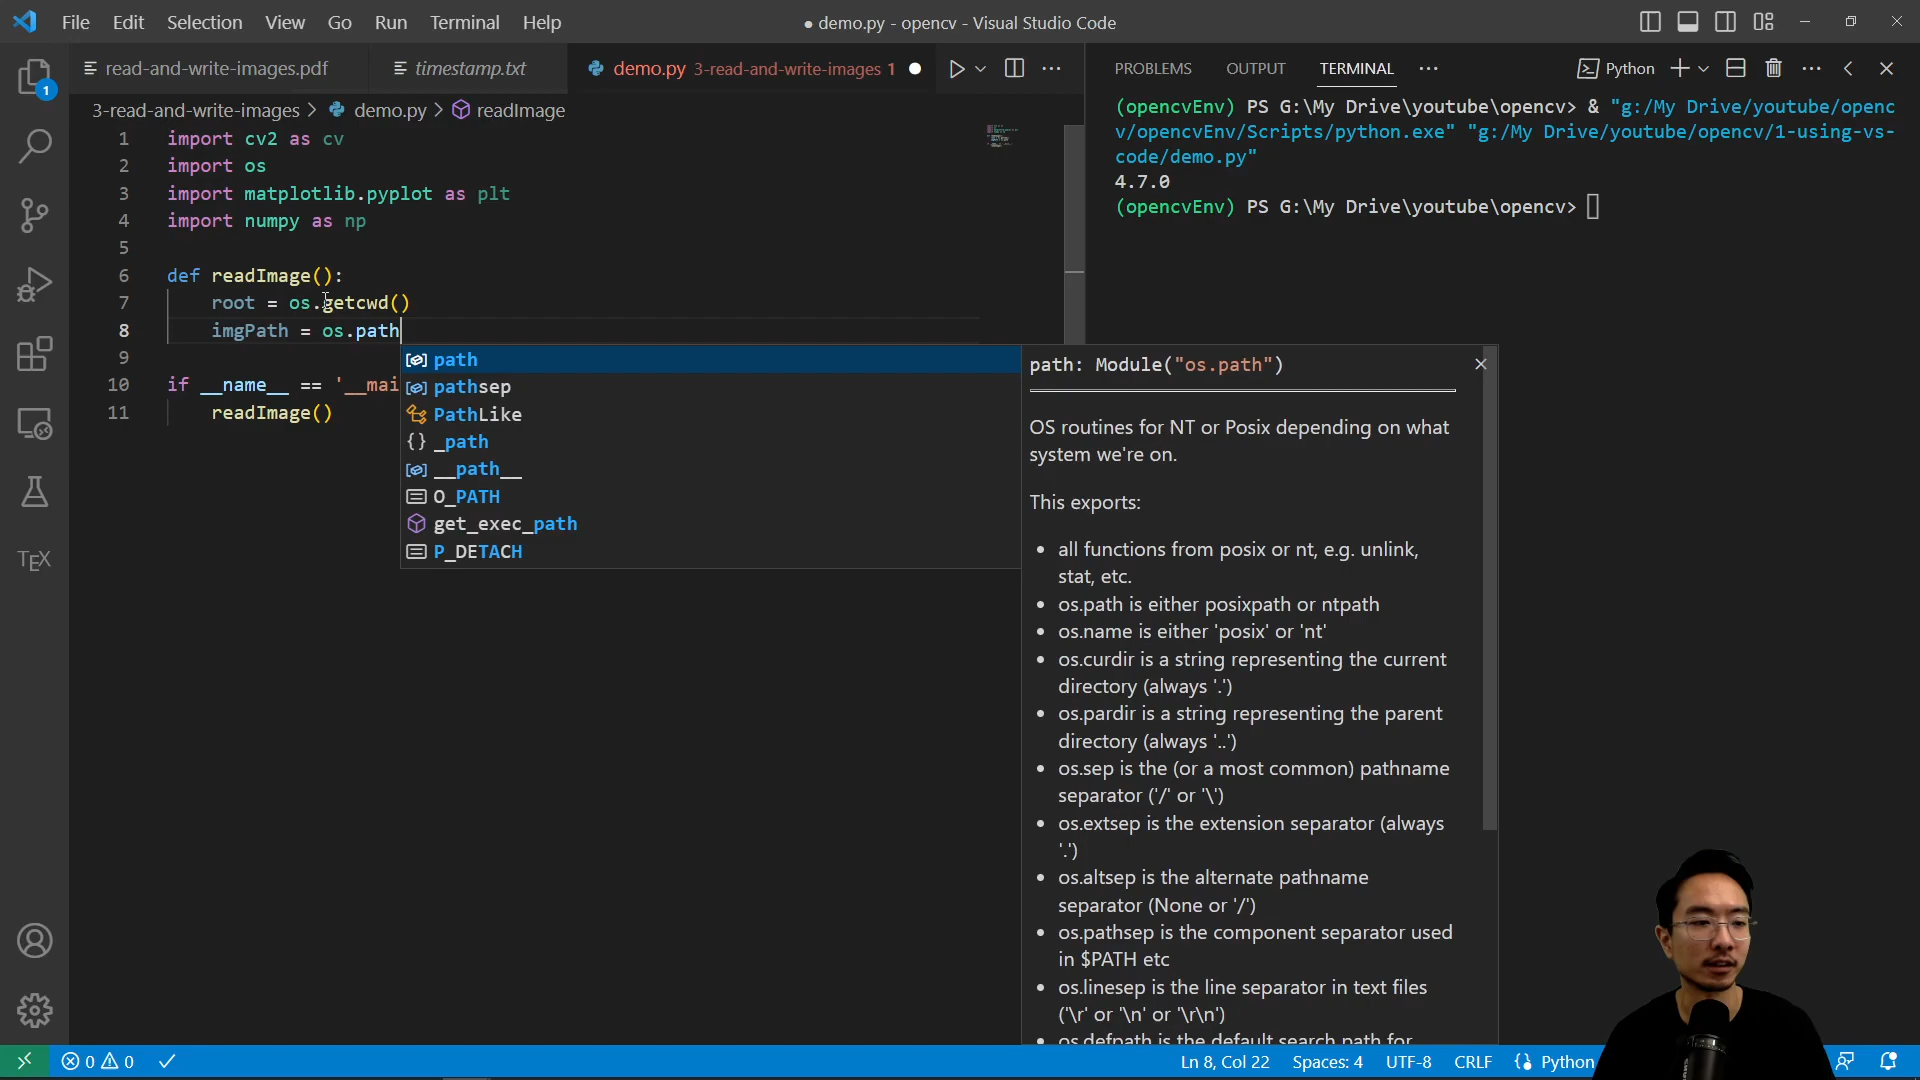 File Edit Selection View Go Run Terminal Help
● demo.py - opencv - Visual Studio Code
1
read-and-write-images.pdf
timestamp.txt
demo.py 3-read-and-write-images 1
3-read-and-write-images > demo.py > readImage
1 import cv2 as cv
2 import os
3 import matplotlib.pyplot as plt
4 import numpy as np
5
6 def readImage():
7 root = os.getcwd()
8 imgPath = os.path
9
10 if __name__ == '__mai
11 readImage()
path
pathsep
PathLike
_path
__path__
O_PATH
get_exec_path
P_DETACH
path: Module("os.path")
OS routines for NT or Posix depending on what
system we're on.
This exports:
• all functions from posix or nt, e.g. unlink,
stat, etc.
• os.path is either posixpath or ntpath
• os.name is either 'posix' or 'nt'
• os.curdir is a string representing the current
directory (always '.')
• os.pardir is a string representing the parent
directory (always '..')
• os.sep is the (or a most common) pathname
separator ('/' or '\')
• os.extsep is the extension separator (always
'.')
• os.altsep is the alternate pathname
separator (None or '/')
• os.pathsep is the component separator used
in $PATH etc
• os.linesep is the line separator in text files
('\r' or '\n' or '\r\n')
• os.defpath is the default search path for
PROBLEMS OUTPUT TERMINAL
Python
(opencvEnv) PS G:\My Drive\youtube\opencv> & "g:/My Drive/youtube/openc
v/opencvEnv/Scripts/python.exe" "g:/My Drive/youtube/opencv/1-using-vs-
code/demo.py"
4.7.0
(opencvEnv) PS G:\My Drive\youtube\opencv>
TEX
0 0
Ln 8, Col 22 Spaces: 4 UTF-8 CRLF Python